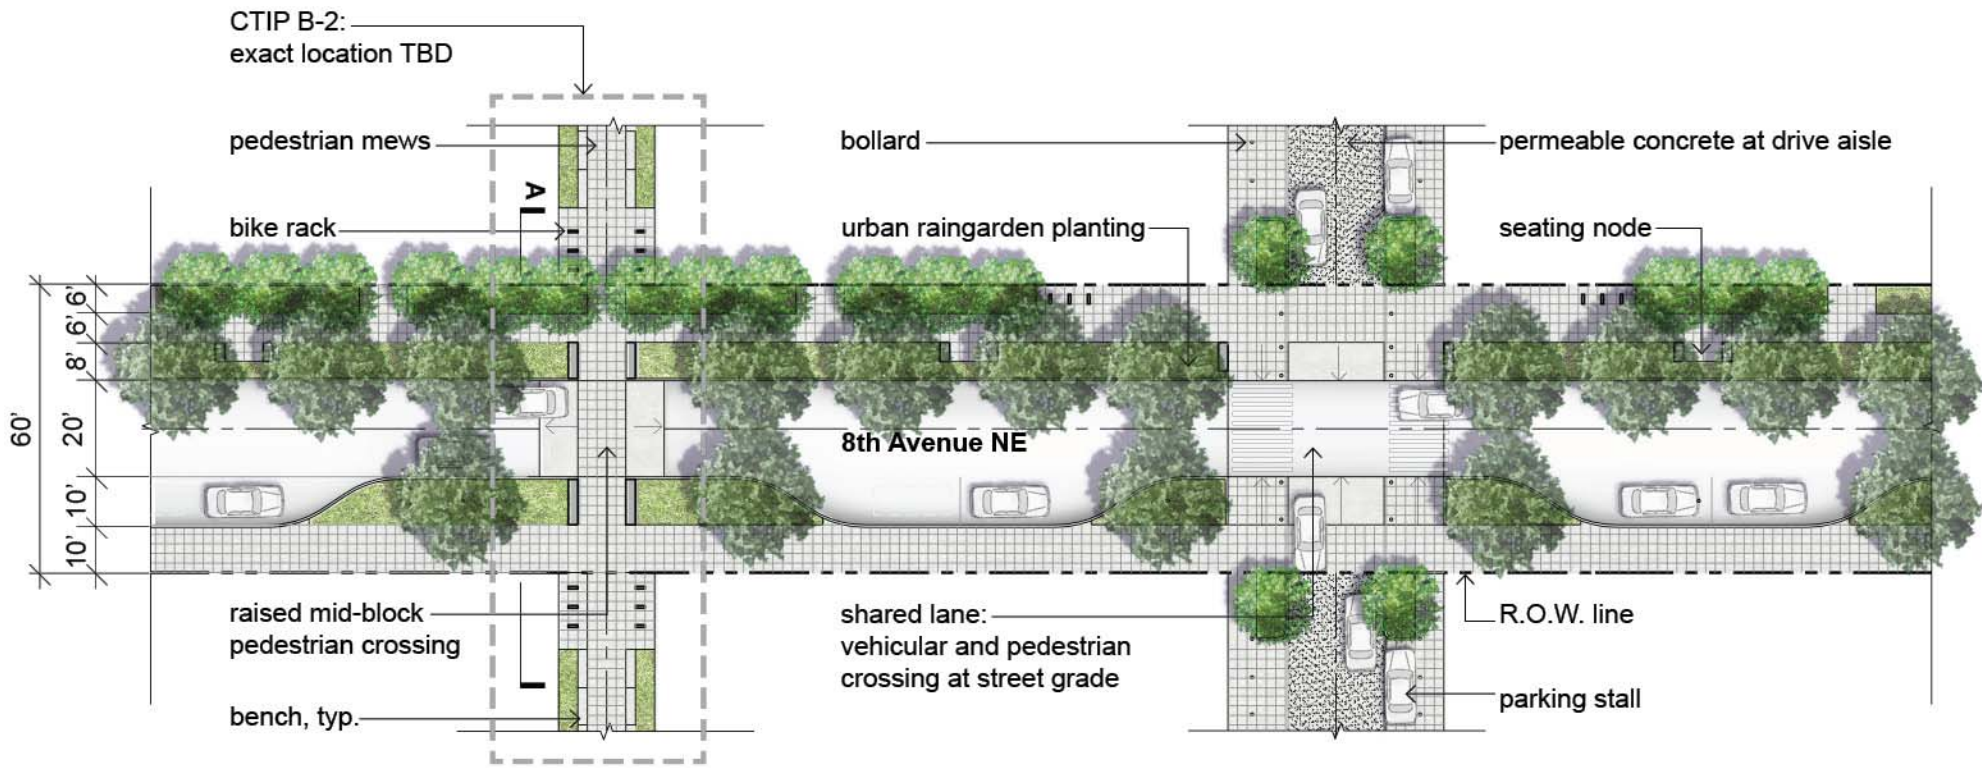 CTIP B-2:
exact location TBD
pedestrian mews
bollard
permeable concrete at drive aisle
A
bike rack
urban raingarden planting
seating node
6'
6'
8'
20'
60'
10'
10'
8th Avenue NE
raised mid-block
pedestrian crossing
shared lane:
vehicular and pedestrian
crossing at street grade
R.O.W. line
parking stall
bench, typ.